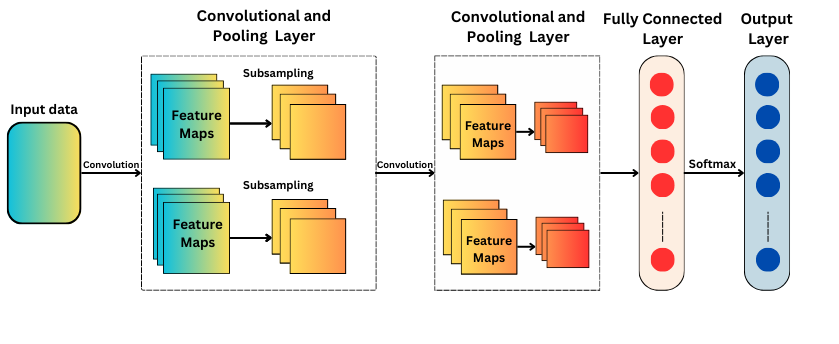 Convolutional and
Pooling Layer
Convolutional and
Pooling Layer
Fully Connected
Layer
Output
Layer
Input data
Convolution
Subsampling
Feature
Maps
Subsampling
Feature
Maps
Convolution
Feature
Maps
Feature
Maps
Softmax